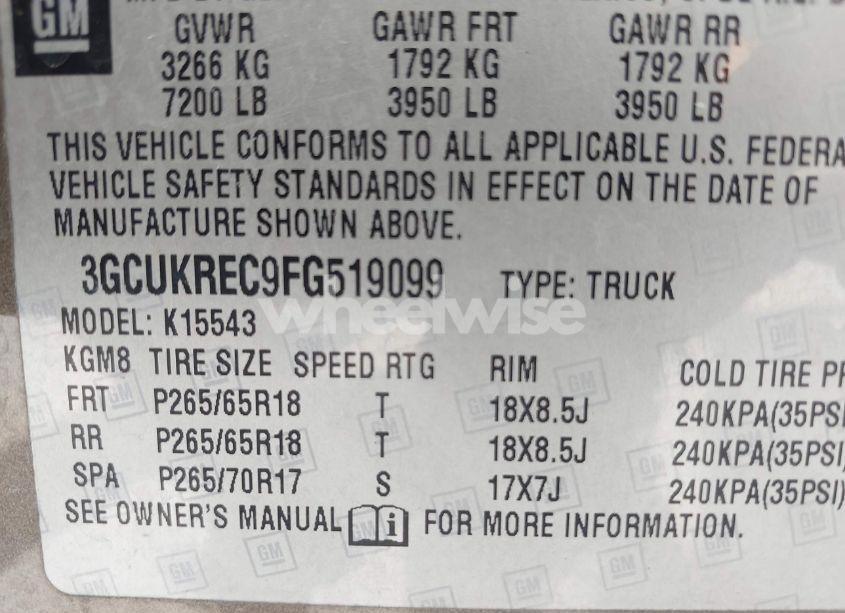 GM
GVWR GAWR FRT GAWR RR
3266 KG 1792 KG 1792 KG
7200 LB 3950 LB 3950 LB
THIS VEHICLE CONFORMS TO ALL APPLICABLE U.S. FEDERA
VEHICLE SAFETY STANDARDS IN EFFECT ON THE DATE OF
MANUFACTURE SHOWN ABOVE.
3GCUKREC9FG519099 TYPE: TRUCK
wheelwise
MODEL: K15543
KGM8 TIRE SIZE SPEED RTG RIM COLD TIRE PR
FRT P265/65R18 T 18X8.5J 240KPA(35PSI
RR P265/65R18 T 18X8.5J 240KPA(35PSI)
SPA P265/70R17 S 17X7J 240KPA(35PSI)
SEE OWNER'S MANUAL i FOR MORE INFORMATION.